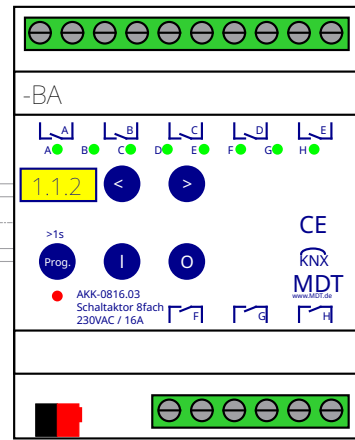 -BA
A B C D E
A B C D E F G H
1.1.2 < >
>1s
Prog. I O
CE
KNX
MDT
www.MDT.de
AKK-0816.03
Schaltaktor 8fach
230VAC / 16A
F G H